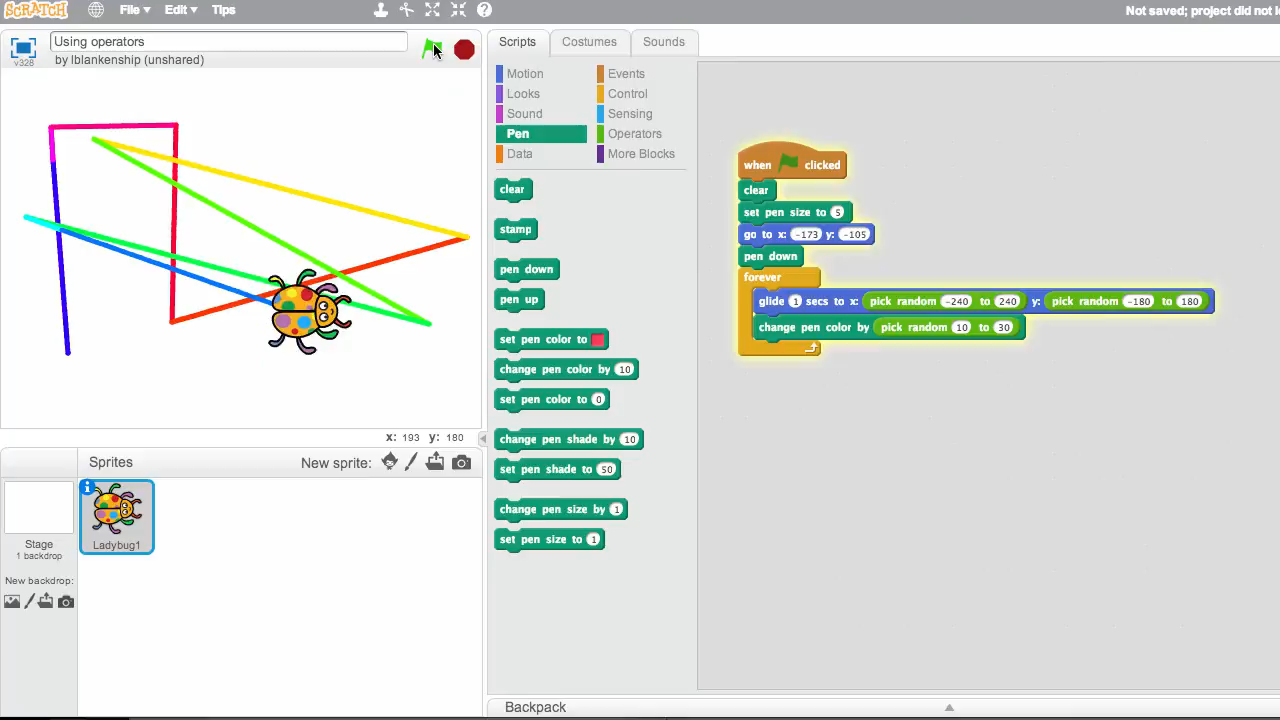 SCRATCH File Edit Tips Not saved; project did not l
v328 Using operators
by lblankenship (unshared)
Scripts Costumes Sounds
Motion Events
Looks Control
Sound Sensing
Pen Operators
Data More Blocks
clear
stamp
pen down
pen up
set pen color to
change pen color by 10
set pen color to 0
change pen shade by 10
set pen shade to 50
change pen size by 1
set pen size to 1
when clicked
clear
set pen size to 5
go to x: -173 y: -105
pen down
forever
glide 1 secs to x: pick random -240 to 240 y: pick random -180 to 180
change pen color by pick random 10 to 30
x: 193 y: 180
Sprites New sprite:
Stage
1 backdrop
New backdrop:
Ladybug1
Backpack